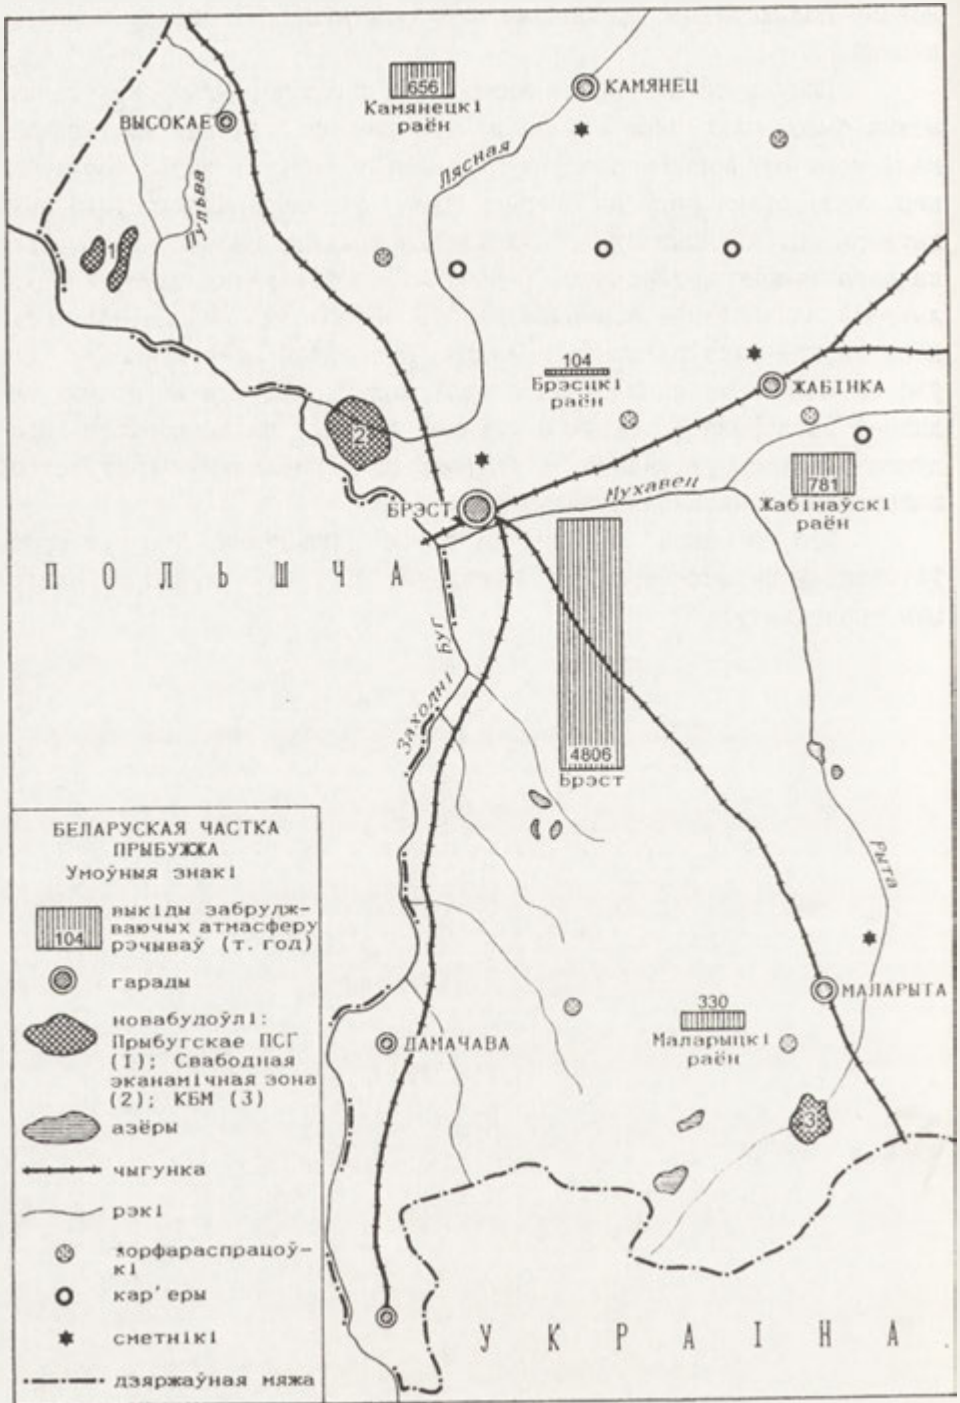 656
Камянецкі
раён
КАМЯНЕЦ
ВЫСОКАЕ
Лясная
Пульва
1
104
Брэсцкі
раён
ЖАБІНКА
2
БРЭСТ
Мухавец
781
Жабінаўскі
раён
ПОЛЬШЧА
Буг
Заходні
4806
Брэст
Рыта
МАЛАРЫТА
330
Маларыцкі
раён
ДАМАЧАВА
3
УКРАІНА
БЕЛАРУСКАЯ ЧАСТКА
ПРЫБУЖЖА
Умоўныя знакі
104
выкіды забрудж-
ваючых атмасферу
рэчываў (т.год)
гарады
новабудоўлі:
Прыбугскае ПСГ
(1); Свабодная
эканамічная зона
(2); КБМ (3)
азёры
чыгунка
рэкі
торфараспрацоў-
кі
кар'еры
сметнікі
дзяржаўная мяжа